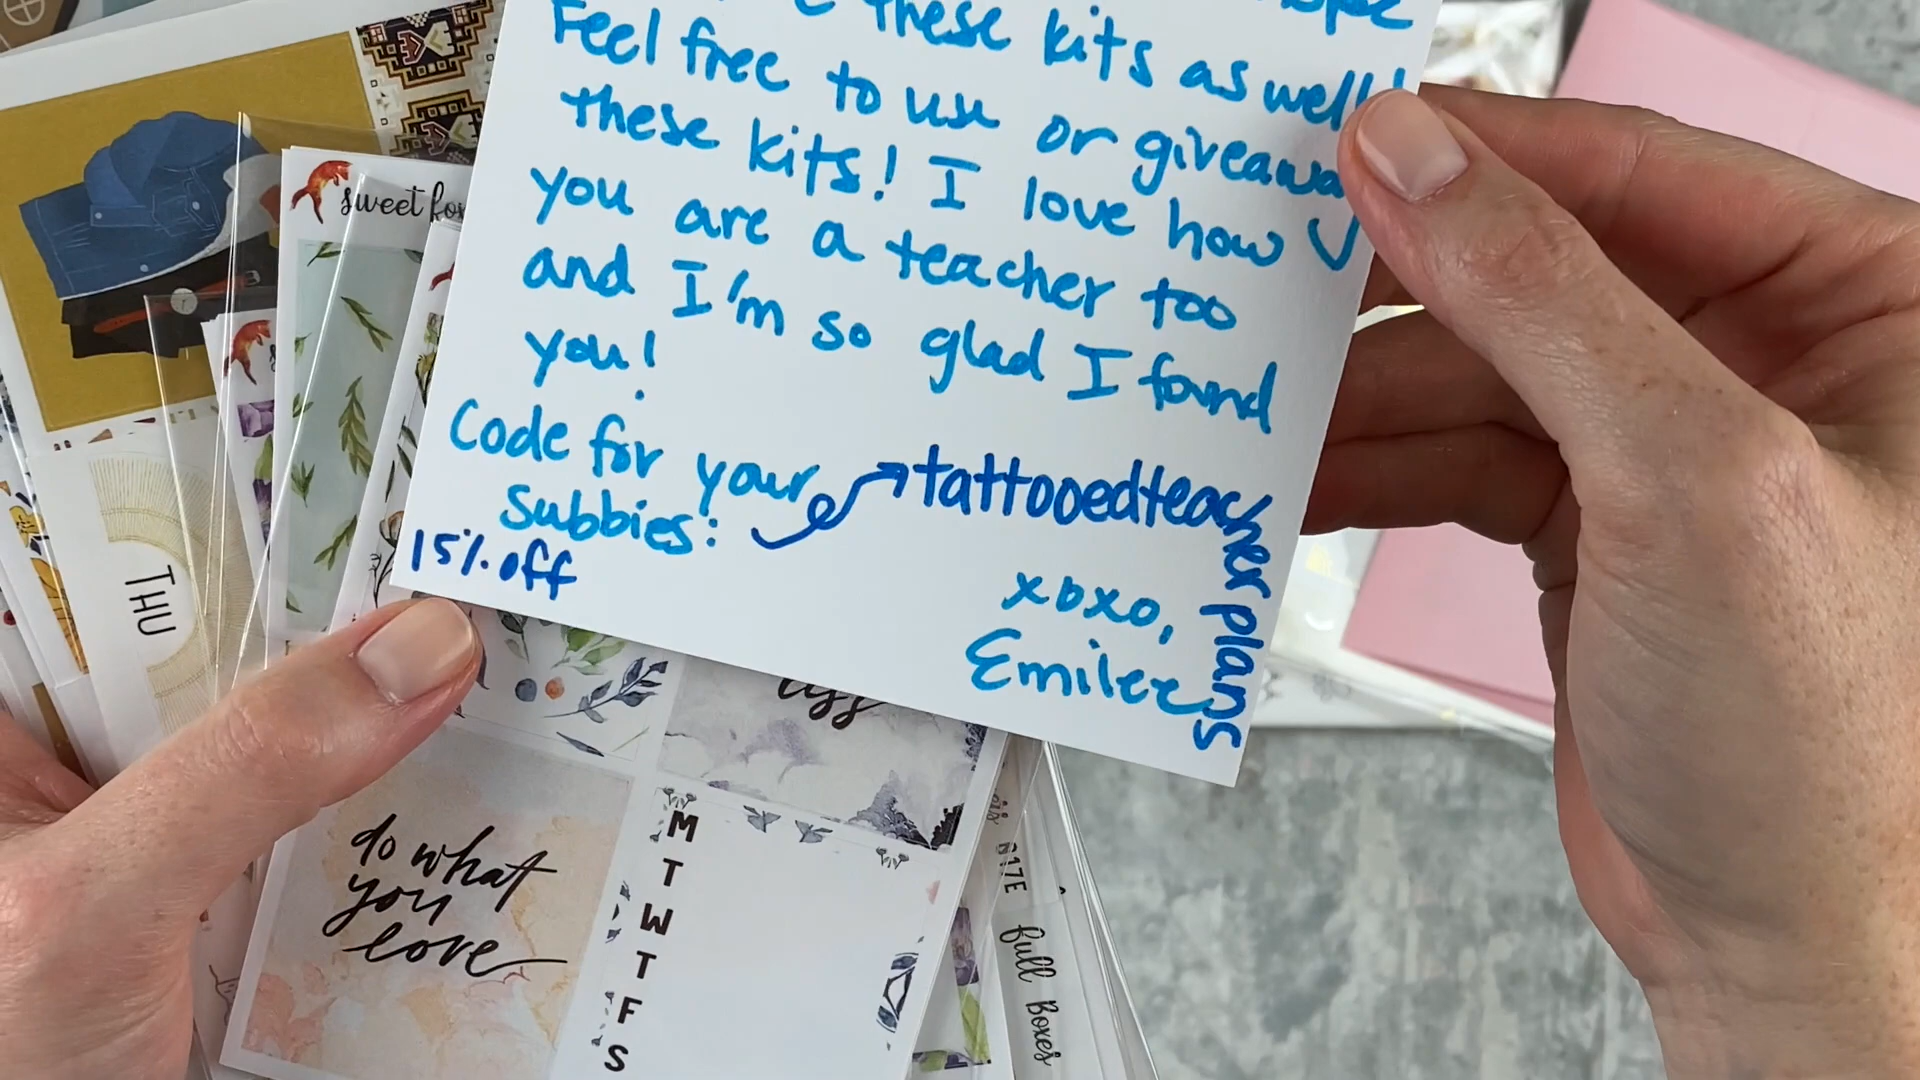 these kits as well!
Feel free to use or giveaway
these kits! I love how
you are a teacher too
and I'm so glad I found
you!
Code for your
subbies:
tattooedteacherplans
15% off
xoxo,
Emilee
sweet fox
THU
do what
you
love
M
T
W
T
F
S
full Boxes